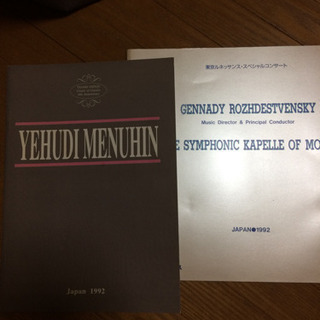 YEHUDI MENUHIN
Japan 1992
東芝ルネッサンス・スペシャルコンサート
GENNADY ROZHDESTVENSKY
Music Director & Principal Conductor
E SYMPHONIC KAPELLE OF MO
JAPAN●1992